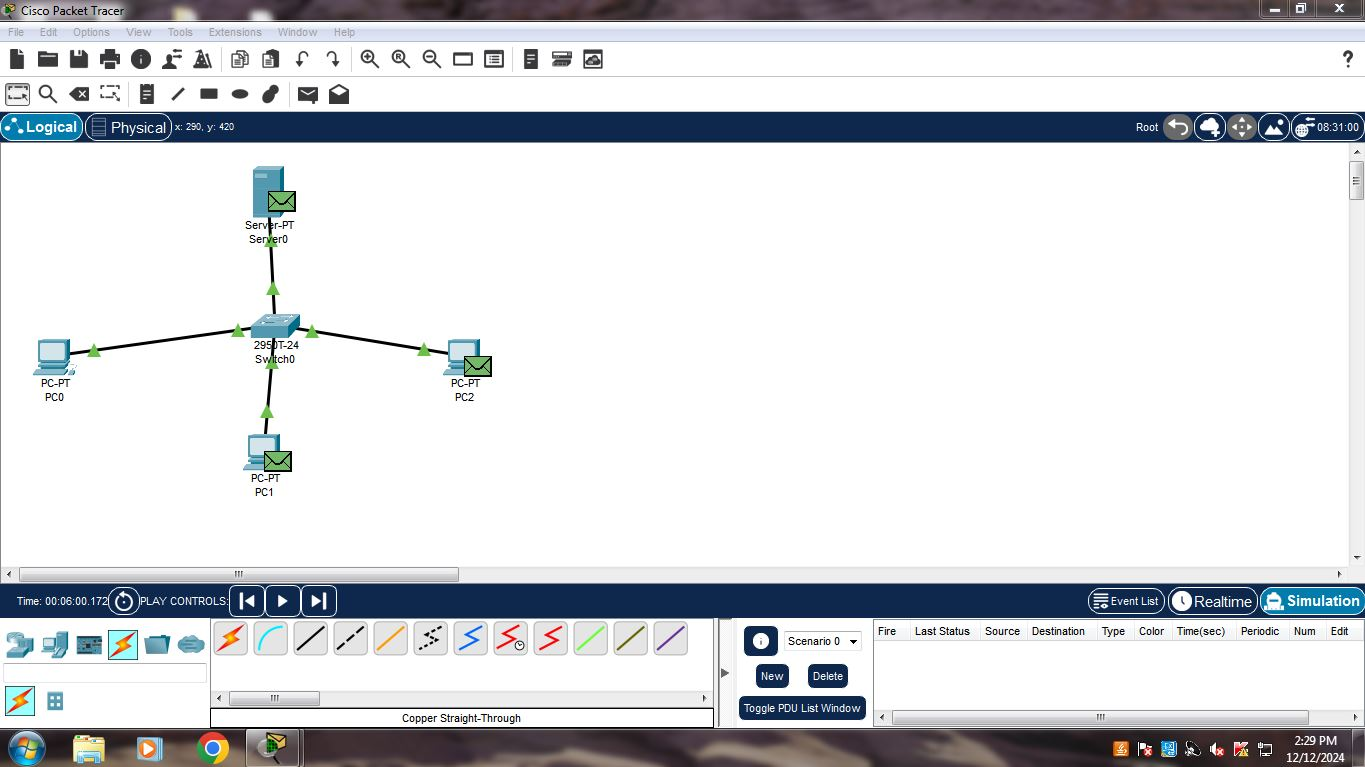 Cisco Packet Tracer
File Edit Options View Tools Extensions Window Help
Logical Physical x: 290, y: 420 Root 08:31:00
Server-PT
Server0
2950T-24
Switch0
PC-PT
PC0
PC-PT
PC2
PC-PT
PC1
Time: 00:06:00.172 PLAY CONTROLS: Event List Realtime Simulation
Scenario 0
New Delete
Toggle PDU List Window
Fire Last Status Source Destination Type Color Time(sec) Periodic Num Edit
Copper Straight-Through
2:29 PM
12/12/2024